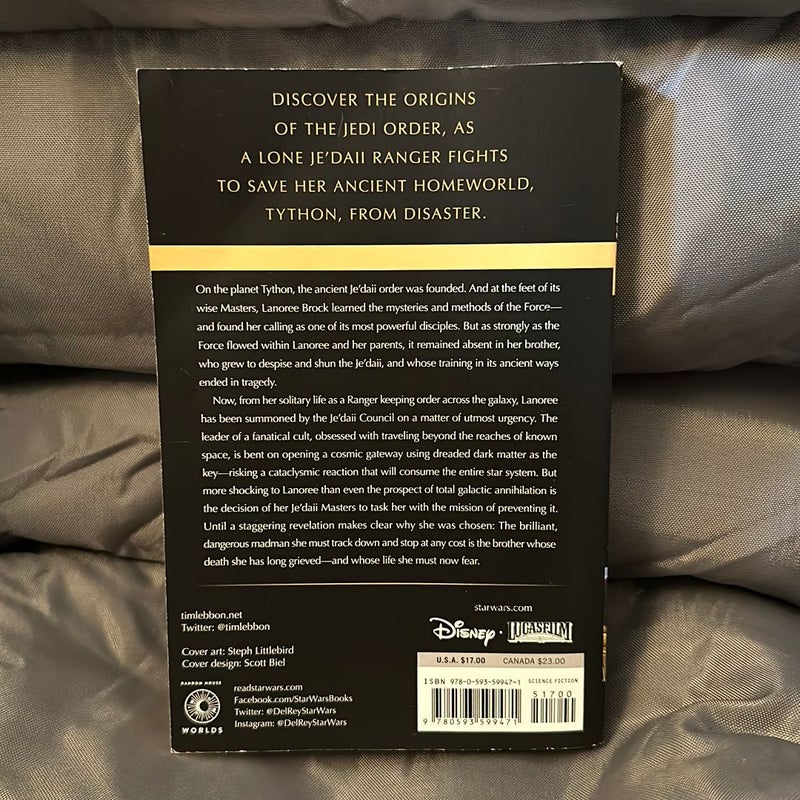 DISCOVER THE ORIGINS
OF THE JEDI ORDER, AS
A LONE JE'DAII RANGER FIGHTS
TO SAVE HER ANCIENT HOMEWORLD,
TYTHON, FROM DISASTER.
On the planet Tython, the ancient Je'daii order was founded. And at the feet of its
wise Masters, Lanoree Brock learned the mysteries and methods of the Force—
and found her calling as one of its most powerful disciples. But as strongly as the
Force flowed within Lanoree and her parents, it remained absent in her brother,
who grew to despise and shun the Je'daii, and whose training in its ancient ways
ended in tragedy.
Now, from her solitary life as a Ranger keeping order across the galaxy, Lanoree
has been summoned by the Je'daii Council on a matter of utmost urgency. The
leader of a fanatical cult, obsessed with traveling beyond the reaches of known
space, is bent on opening a cosmic gateway using dreaded dark matter as the
key—risking a cataclysmic reaction that will consume the entire star system. But
more shocking to Lanoree than even the prospect of total galactic annihilation is
the decision of her Je'daii Masters to task her with the mission of preventing it.
Until a staggering revelation makes clear why she was chosen: The brilliant,
dangerous madman she must track down and stop at any cost is the brother whose
death she has long grieved—and whose life she must now fear.
timlebbon.net
Twitter: @timlebbon
Cover art: Steph Littlebird
Cover design: Scott Biel
RANDOM HOUSE
WORLDS
readstarwars.com
Facebook.com/StarWarsBooks
Twitter: @DelReyStarWars
Instagram: @DelReyStarWars
starwars.com
Disney · LUCASFILM
U.S.A. $17.00 CANADA $23.00
ISBN 978-0-593-59947-1 SCIENCE FICTION
51700
9 780593 599471